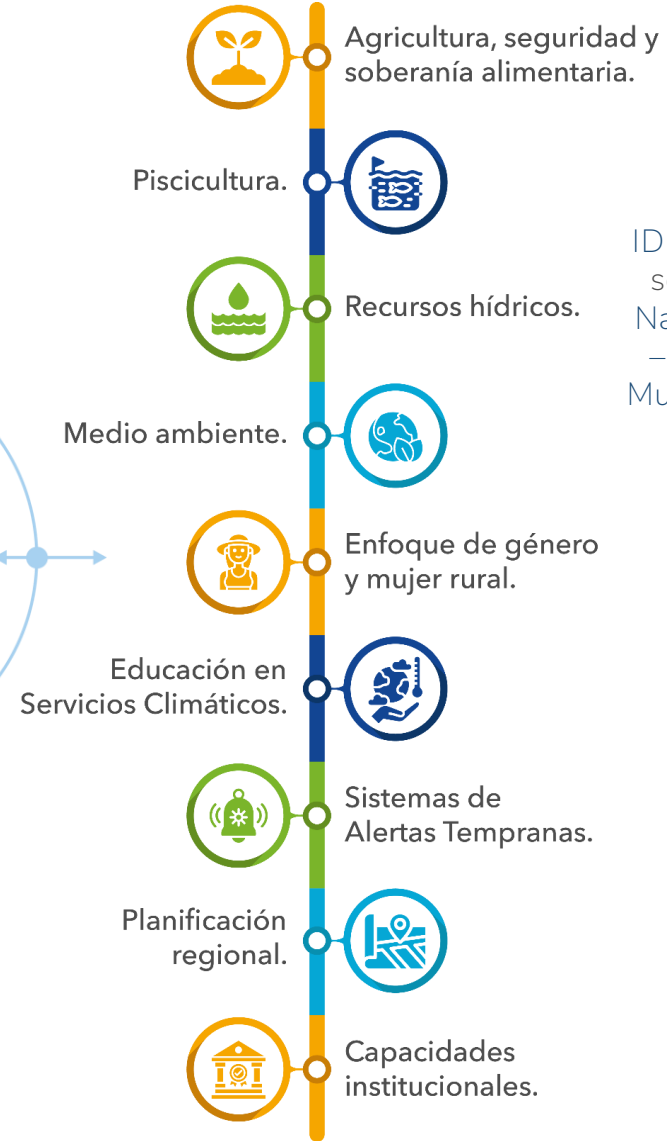 Agricultura, seguridad y
soberanía alimentaria.
Piscicultura.
Recursos hídricos.
Medio ambiente.
Enfoque de género
y mujer rural.
Educación en
Servicios Climáticos.
Sistemas de
Alertas Tempranas.
Planificación
regional.
Capacidades
institucionales.